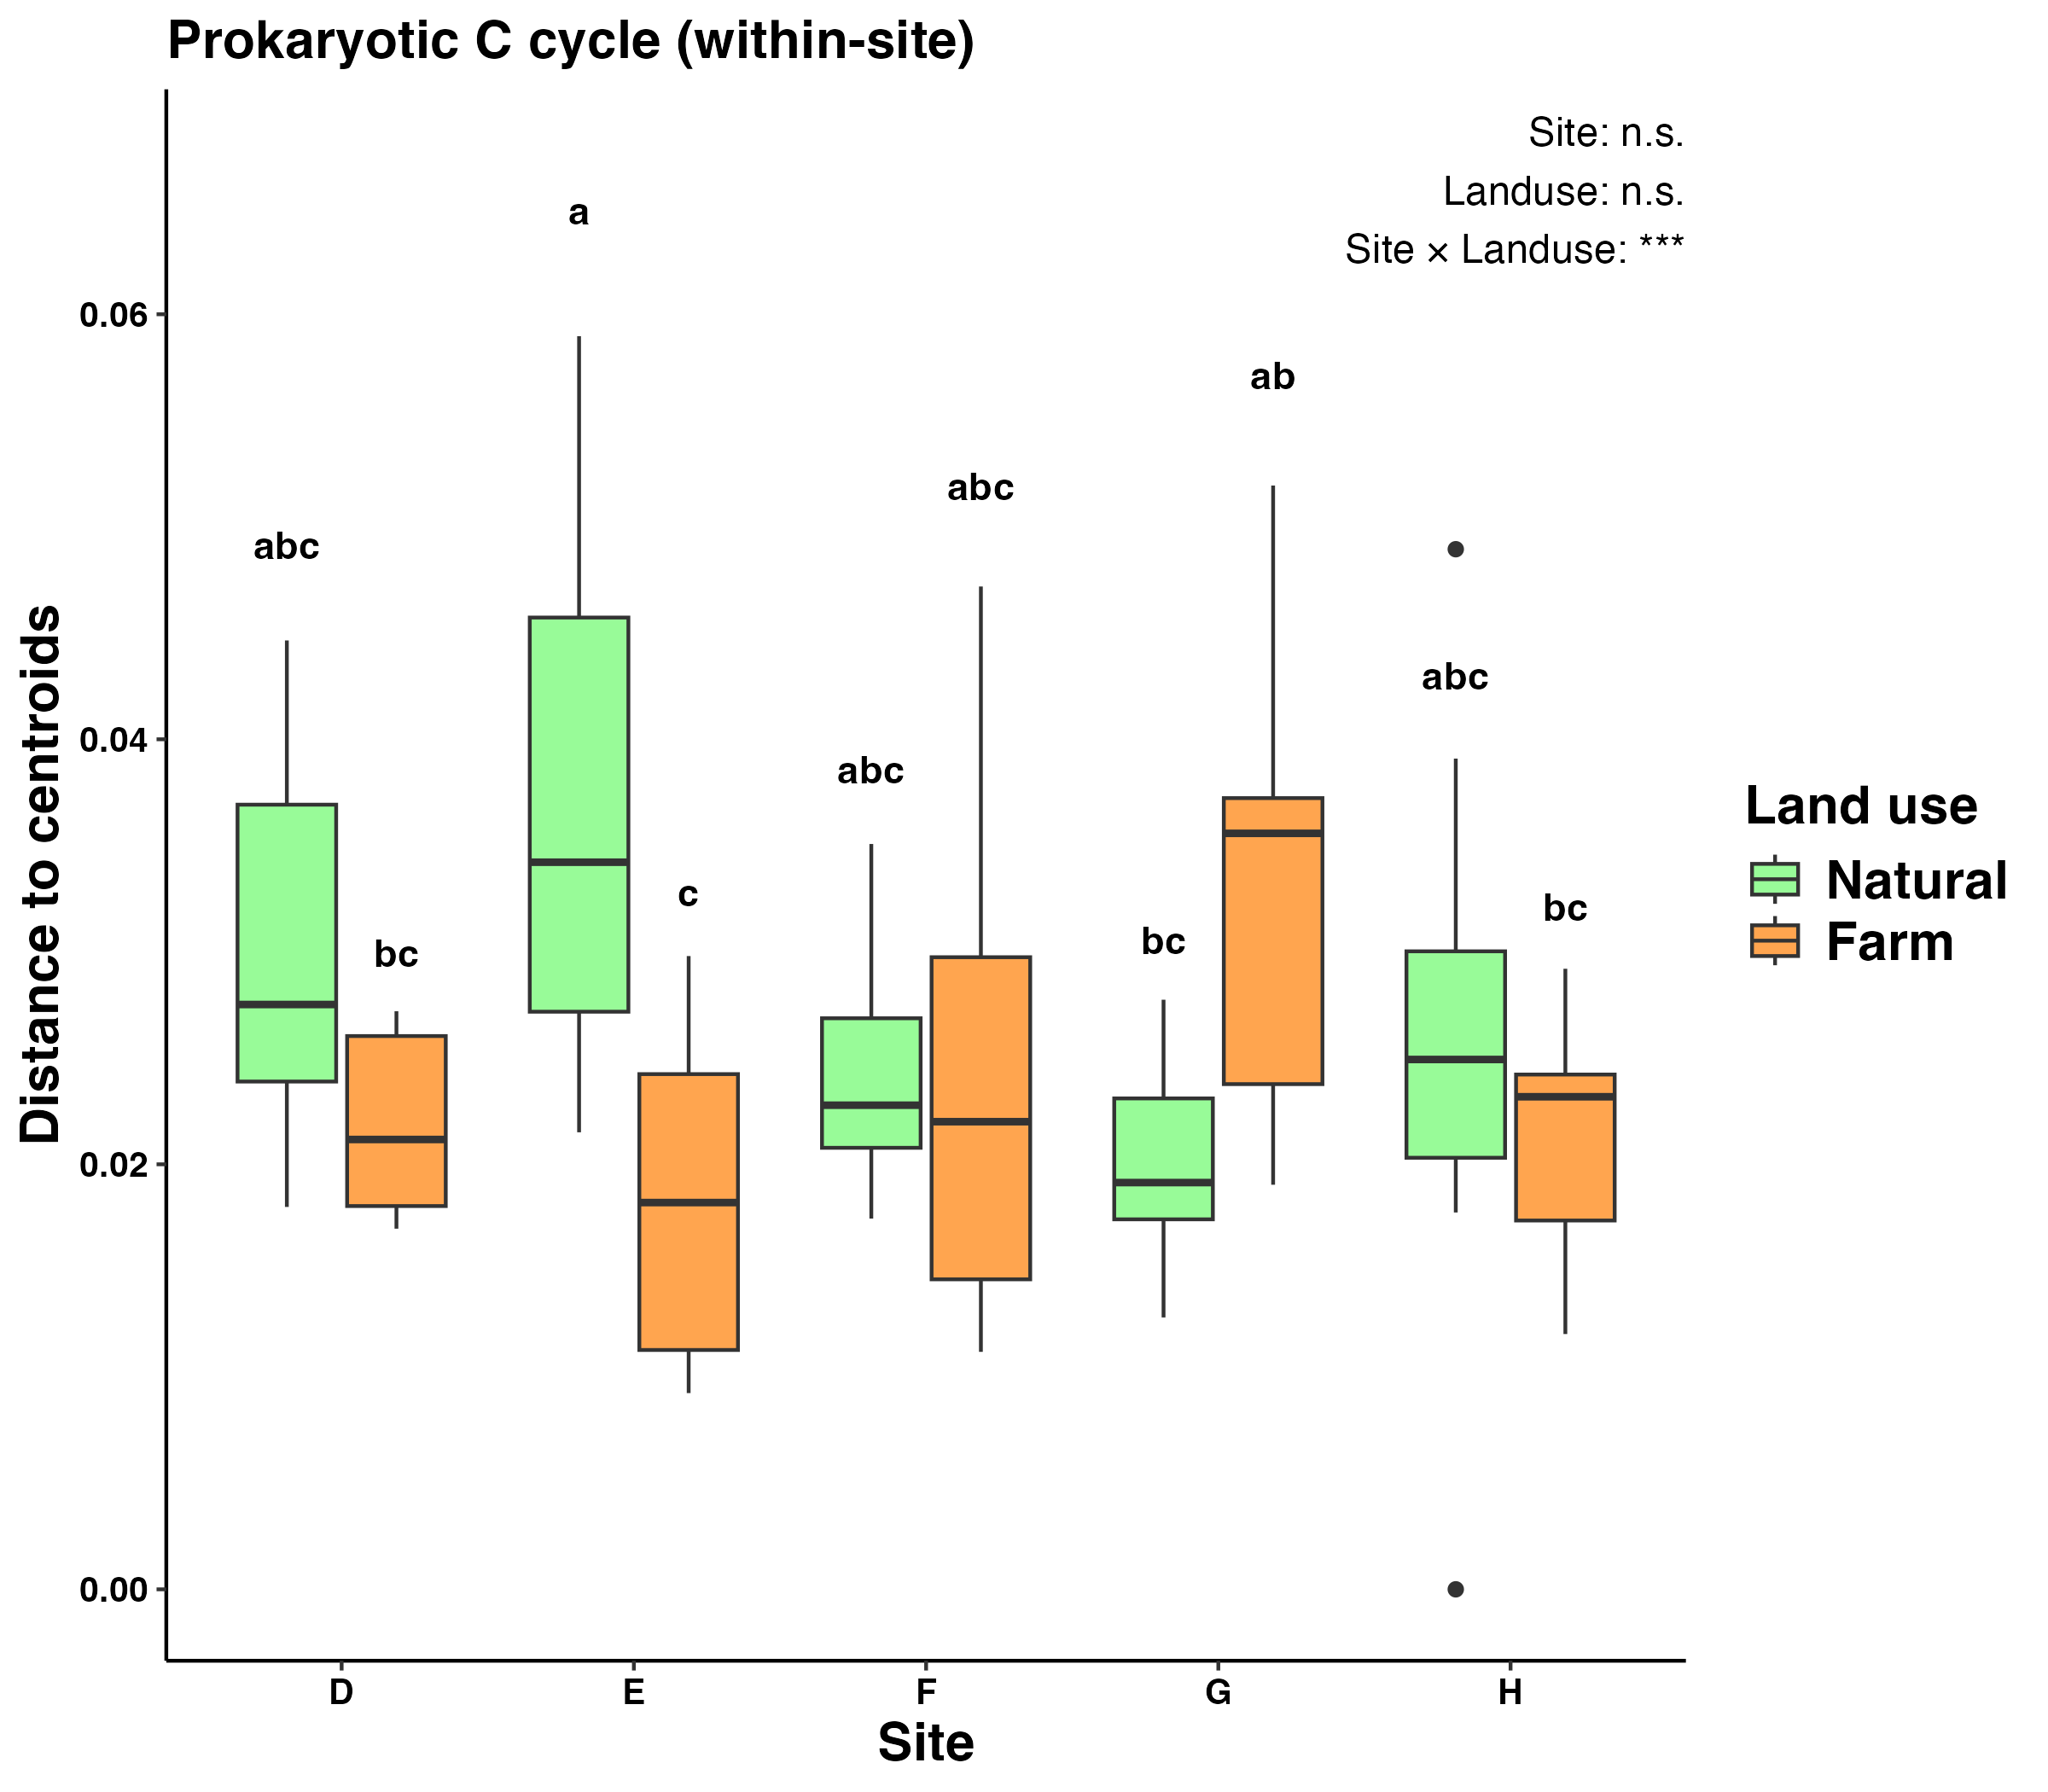 Prokaryotic C cycle (within-site)
Site: n.s.
Landuse: n.s.
Site × Landuse: ***
a
ab
abc
abc
abc
abc
c
bc
bc
bc
0.06
0.04
0.02
0.00
Distance to centroids
D E F G H
Site
Land use
Natural
Farm